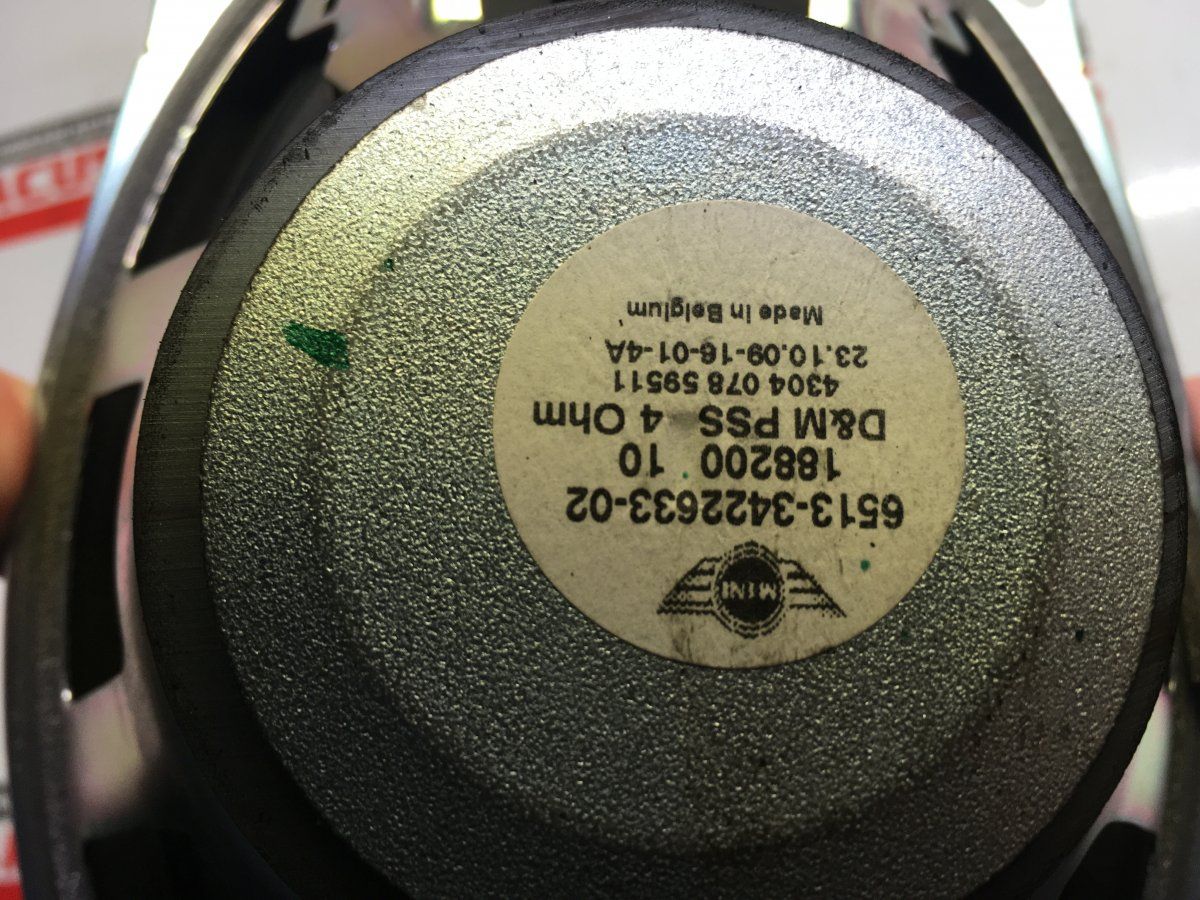 MINI
6513-3422633-02
188200 10
D&M PSS 4 Ohm
4304 078 59511
23.10.09-16-01-4A
Made in Belgium